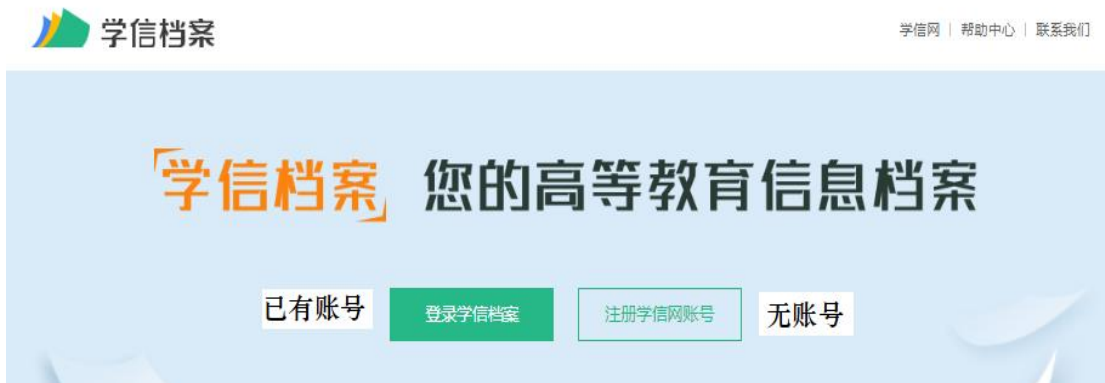 学信档案
学信网 | 帮助中心 | 联系我们
「学信档案」 您的高等教育信息档案
已有账号 登录学信档案 注册学信网账号 无账号